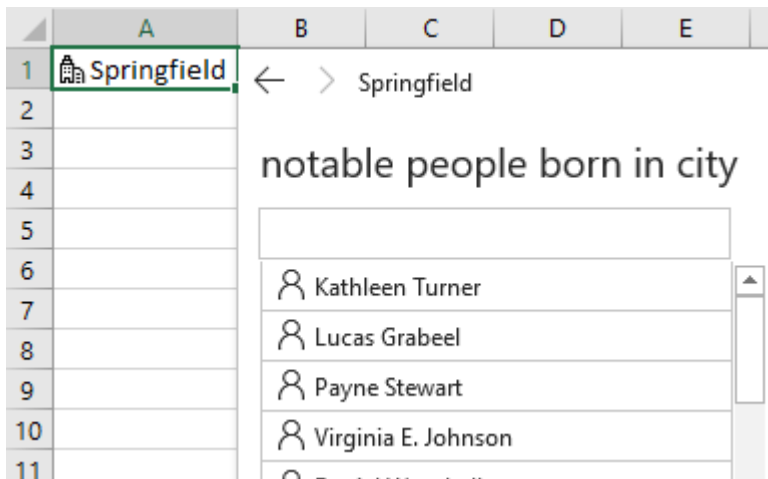 A B C D E
1 Springfield
Springfield
2
3
notable people born in city
4
5
6
Kathleen Turner
7
8
Lucas Grabeel
9
Payne Stewart
10
Virginia E. Johnson
11